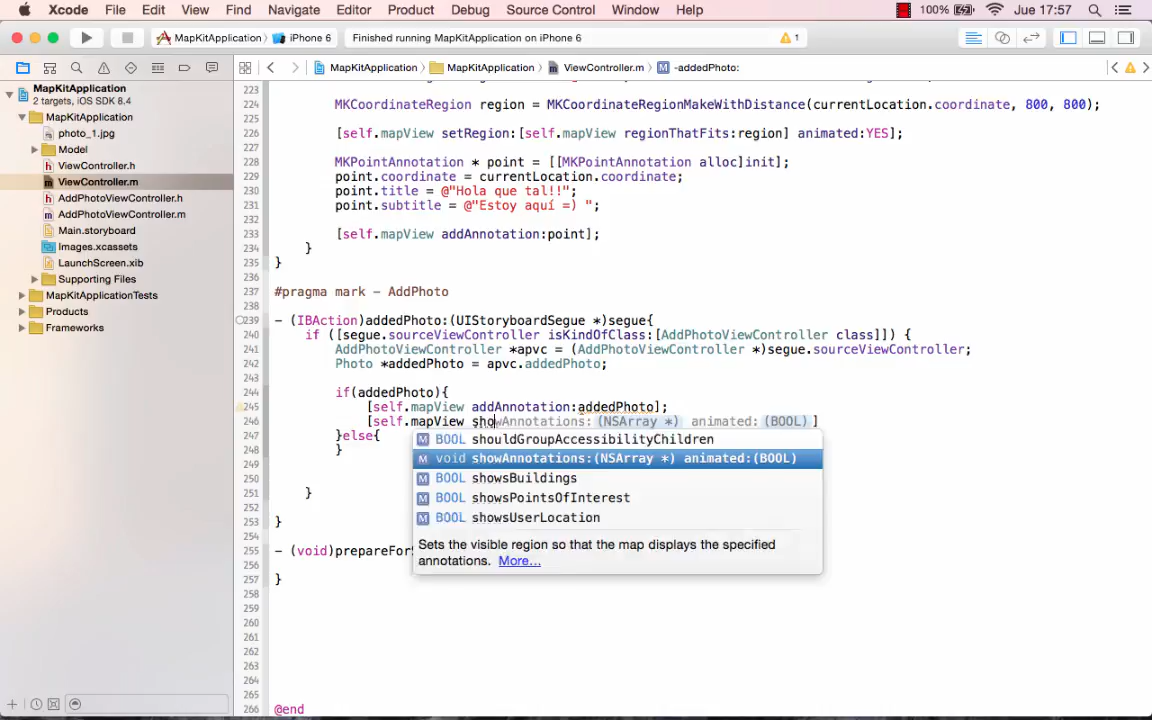 Xcode File Edit View Find Navigate Editor Product Debug Source Control Window Help 100% Jue 17:57
MapKitApplication iPhone 6 Finished running MapKitApplication on iPhone 6 1
MapKitApplication MapKitApplication ViewController.m M -addedPhoto:
MapKitApplication
2 targets, iOS SDK 8.4
MapKitApplication
photo_1.jpg
Model
h ViewController.h
m ViewController.m
h AddPhotoViewController.h
m AddPhotoViewController.m
Main.storyboard
Images.xcassets
LaunchScreen.xib
Supporting Files
MapKitApplicationTests
Products
Frameworks
223
224 MKCoordinateRegion region = MKCoordinateRegionMakeWithDistance(currentLocation.coordinate, 800, 800);
225
226 [self.mapView setRegion:[self.mapView regionThatFits:region] animated:YES];
227
228 MKPointAnnotation * point = [[MKPointAnnotation alloc]init];
229 point.coordinate = currentLocation.coordinate;
230 point.title = @"Hola que tal!!";
231 point.subtitle = @"Estoy aquí =) ";
232
233 [self.mapView addAnnotation:point];
234 }
235 }
236
237 #pragma mark - AddPhoto
238
239 - (IBAction)addedPhoto:(UIStoryboardSegue *)segue{
240 if ([segue.sourceViewController isKindOfClass:[AddPhotoViewController class]]) {
241 AddPhotoViewController *apvc = (AddPhotoViewController *)segue.sourceViewController;
242 Photo *addedPhoto = apvc.addedPhoto;
243
244 if(addedPhoto){
245 [self.mapView addAnnotation:addedPhoto];
246 [self.mapView showAnnotations:(NSArray *) animated:(BOOL)]
247 }else{
248 }
249
250
251 }
252
253 }
254
255 - (void)prepareForS
256
257 }
258
259
260
261
262
263
264
265
266 @end
M BOOL shouldGroupAccessibilityChildren
M void showAnnotations:(NSArray *) animated:(BOOL)
M BOOL showsBuildings
M BOOL showsPointsOfInterest
M BOOL showsUserLocation
Sets the visible region so that the map displays the specified
annotations. More...